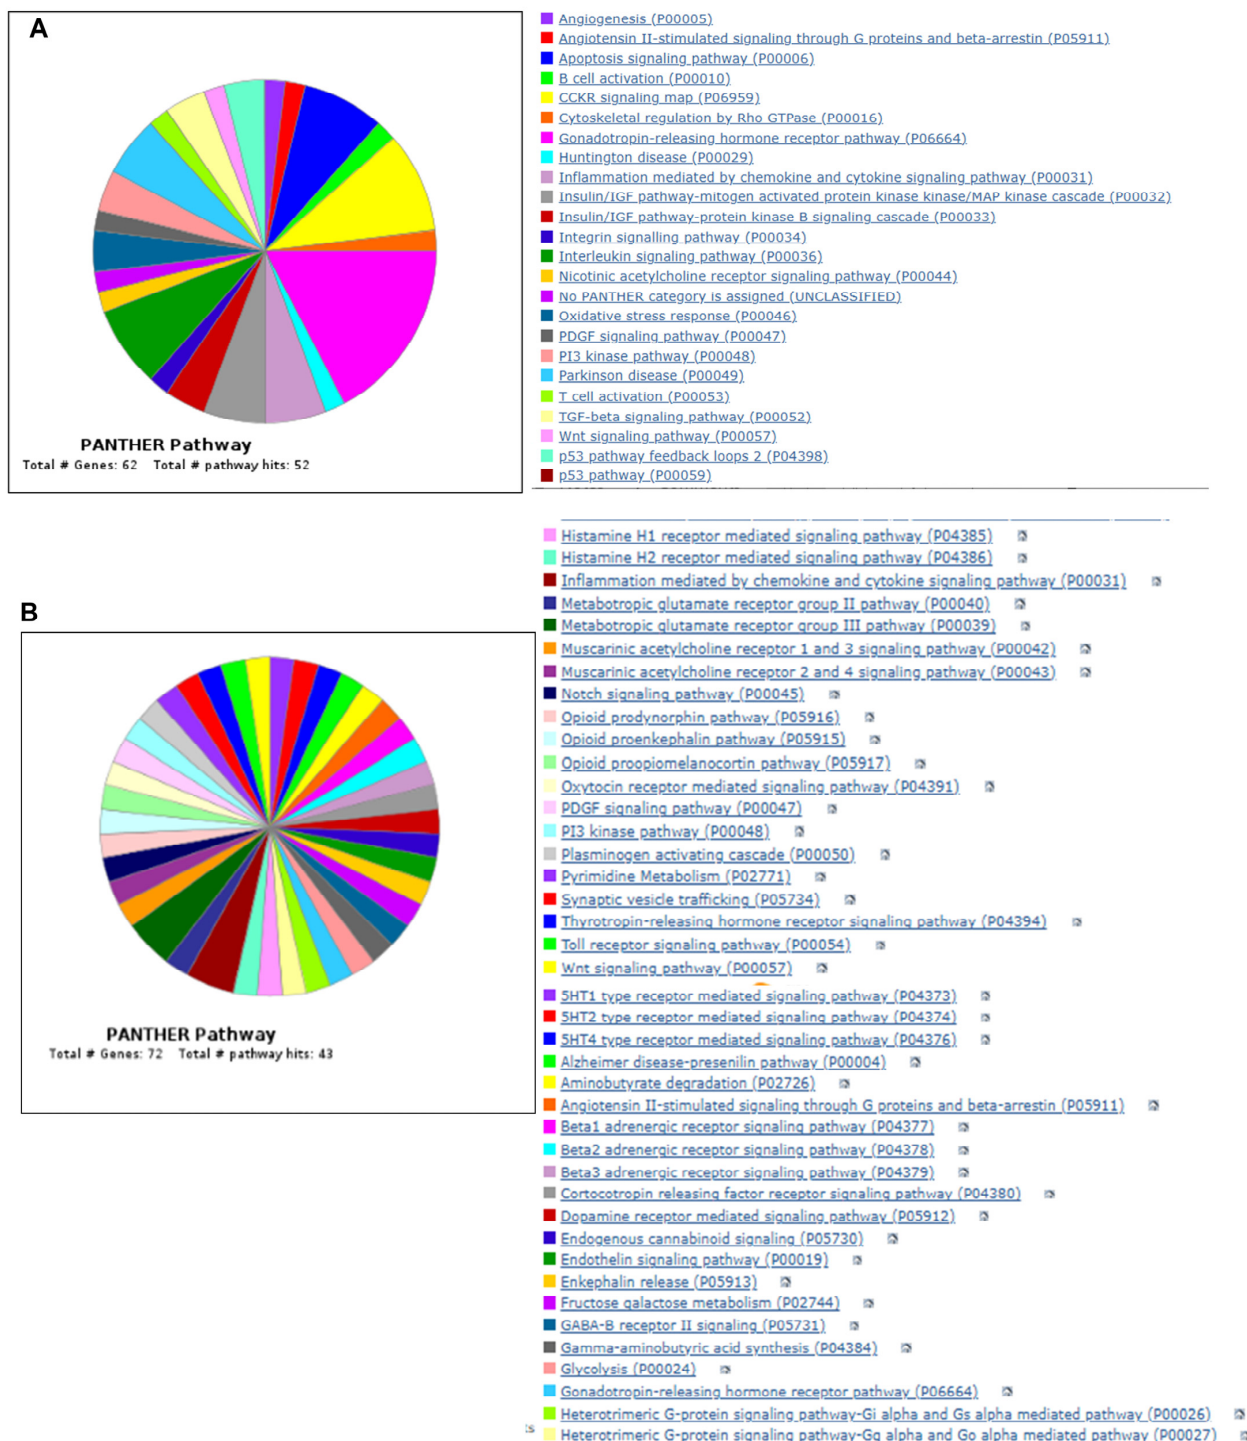 A
PANTHER Pathway
Total # Genes: 62 Total # pathway hits: 52
Angiogenesis (P00005)
Angiotensin II-stimulated signaling through G proteins and beta-arrestin (P05911)
Apoptosis signaling pathway (P00006)
B cell activation (P00010)
CCKR signaling map (P06959)
Cytoskeletal regulation by Rho GTPase (P00016)
Gonadotropin-releasing hormone receptor pathway (P06664)
Huntington disease (P00029)
Inflammation mediated by chemokine and cytokine signaling pathway (P00031)
Insulin/IGF pathway-mitogen activated protein kinase kinase/MAP kinase cascade (P00032)
Insulin/IGF pathway-protein kinase B signaling cascade (P00033)
Integrin signalling pathway (P00034)
Interleukin signaling pathway (P00036)
Nicotinic acetylcholine receptor signaling pathway (P00044)
No PANTHER category is assigned (UNCLASSIFIED)
Oxidative stress response (P00046)
PDGF signaling pathway (P00047)
PI3 kinase pathway (P00048)
Parkinson disease (P00049)
T cell activation (P00053)
TGF-beta signaling pathway (P00052)
Wnt signaling pathway (P00057)
p53 pathway feedback loops 2 (P04398)
p53 pathway (P00059)
B
PANTHER Pathway
Total # Genes: 72 Total # pathway hits: 43
Histamine H1 receptor mediated signaling pathway (P04385)
Histamine H2 receptor mediated signaling pathway (P04386)
Inflammation mediated by chemokine and cytokine signaling pathway (P00031)
Metabotropic glutamate receptor group II pathway (P00040)
Metabotropic glutamate receptor group III pathway (P00039)
Muscarinic acetylcholine receptor 1 and 3 signaling pathway (P00042)
Muscarinic acetylcholine receptor 2 and 4 signaling pathway (P00043)
Notch signaling pathway (P00045)
Opioid prodynorphin pathway (P05916)
Opioid proenkephalin pathway (P05915)
Opioid proopiomelanocortin pathway (P05917)
Oxytocin receptor mediated signaling pathway (P04391)
PDGF signaling pathway (P00047)
PI3 kinase pathway (P00048)
Plasminogen activating cascade (P00050)
Pyrimidine Metabolism (P02771)
Synaptic vesicle trafficking (P05734)
Thyrotropin-releasing hormone receptor signaling pathway (P04394)
Toll receptor signaling pathway (P00054)
Wnt signaling pathway (P00057)
5HT1 type receptor mediated signaling pathway (P04373)
5HT2 type receptor mediated signaling pathway (P04374)
5HT4 type receptor mediated signaling pathway (P04376)
Alzheimer disease-presenilin pathway (P00004)
Aminobutyrate degradation (P02726)
Angiotensin II-stimulated signaling through G proteins and beta-arrestin (P05911)
Beta1 adrenergic receptor signaling pathway (P04377)
Beta2 adrenergic receptor signaling pathway (P04378)
Beta3 adrenergic receptor signaling pathway (P04379)
Cortocotropin releasing factor receptor signaling pathway (P04380)
Dopamine receptor mediated signaling pathway (P05912)
Endogenous cannabinoid signaling (P05730)
Endothelin signaling pathway (P00019)
Enkephalin release (P05913)
Fructose galactose metabolism (P02744)
GABA-B receptor II signaling (P05731)
Gamma-aminobutyric acid synthesis (P04384)
Glycolysis (P00024)
Gonadotropin-releasing hormone receptor pathway (P06664)
Heterotrimeric G-protein signaling pathway-Gi alpha and Gs alpha mediated pathway (P00026)
Heterotrimeric G-protein signaling pathway-Gq alpha and Go alpha mediated pathway (P00027)